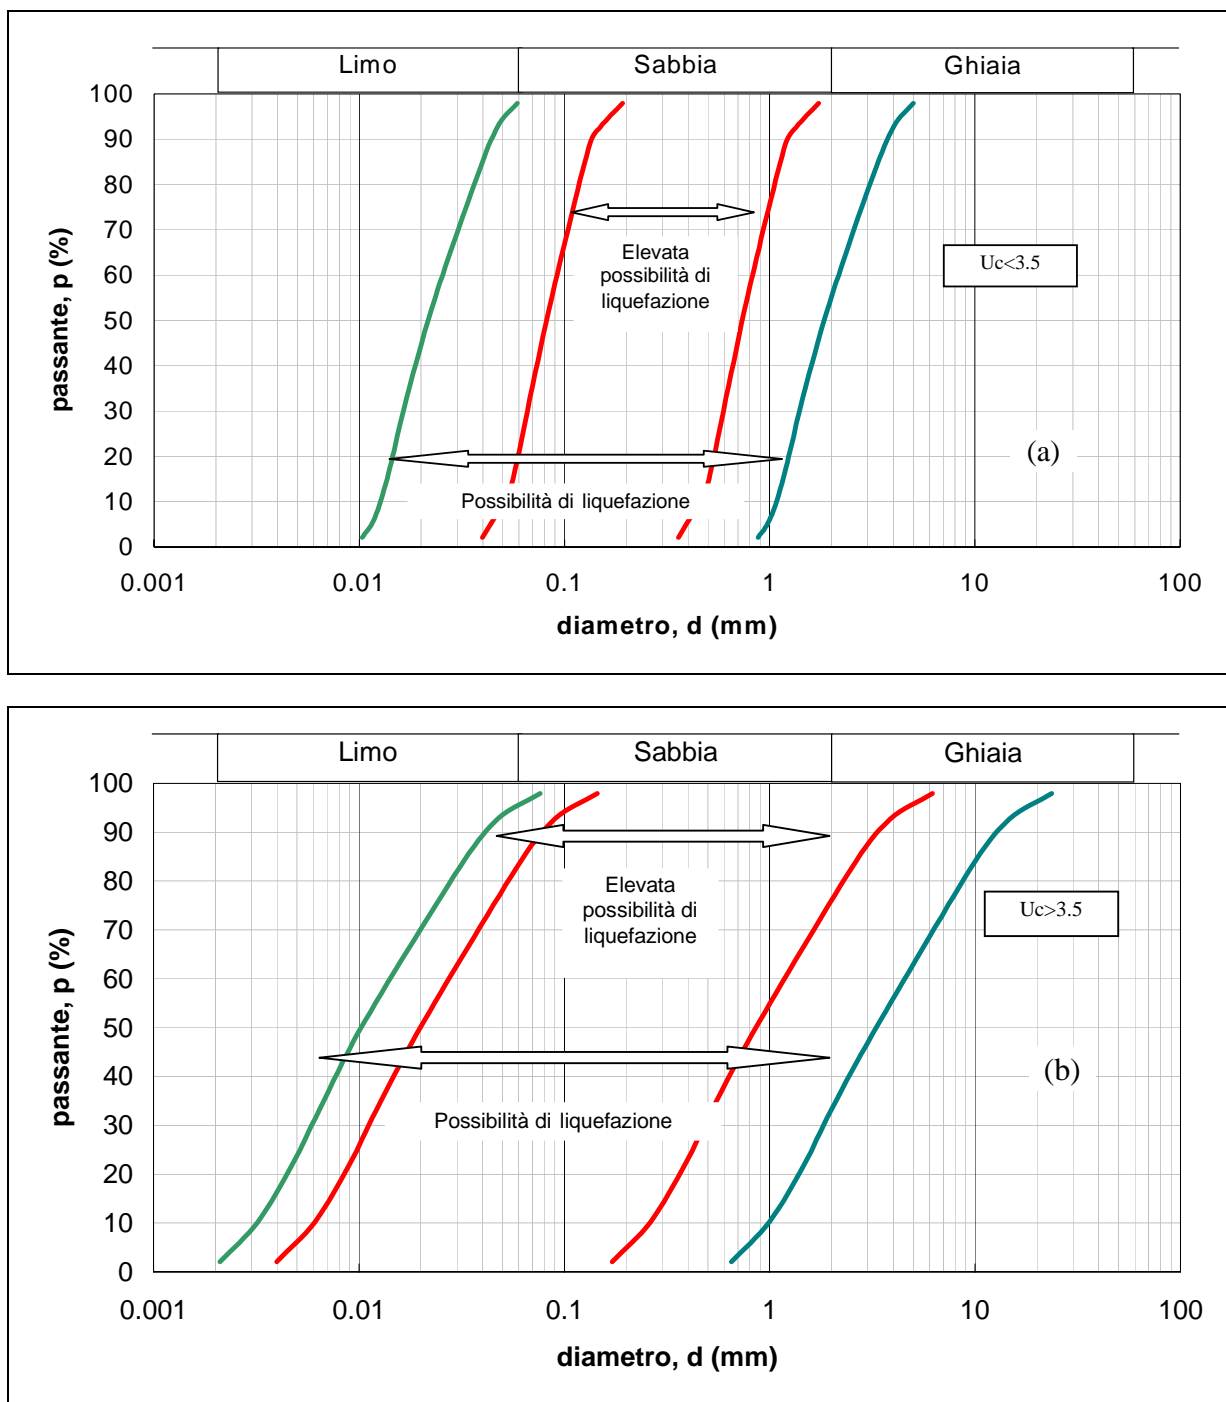 Limo Sabbia Ghiaia
100
90
80
70
60
50
40
30
20
10
0
passante, p (%)
Elevata
possibilità di
liquefazione
Uc<3.5
(a)
Possibilità di liquefazione
0.001 0.01 0.1 1 10 100
diametro, d (mm)
Limo Sabbia Ghiaia
100
90
80
70
60
50
40
30
20
10
0
passante, p (%)
Elevata
possibilità di
liquefazione
Uc>3.5
(b)
Possibilità di liquefazione
0.001 0.01 0.1 1 10 100
diametro, d (mm)